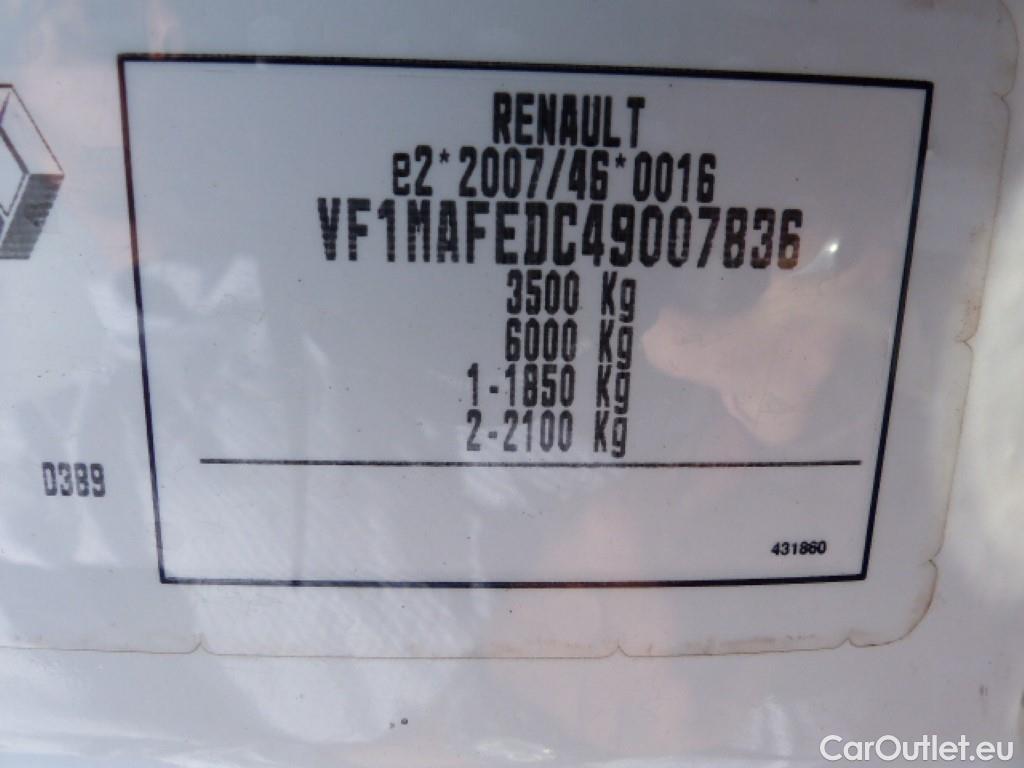 RENAULT
e2*2007/46*0016
VF1MAFEDC49007836
3500 Kg
6000 Kg
1-1850 Kg
2-2100 Kg
0389
431860
CarOutlet.eu